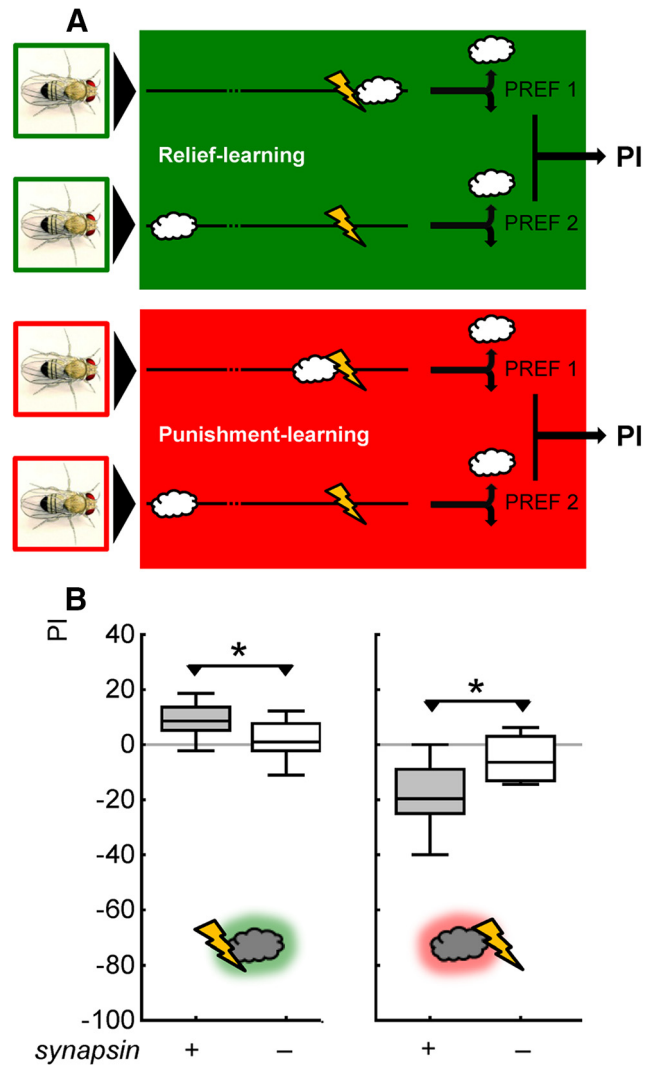 A
PREF 1
Relief-learning
PI
PREF 2
PREF 1
Punishment-learning
PI
PREF 2
B
PI
40
20
0
-20
-40
-60
-80
-100
*
*
synapsin + – + –